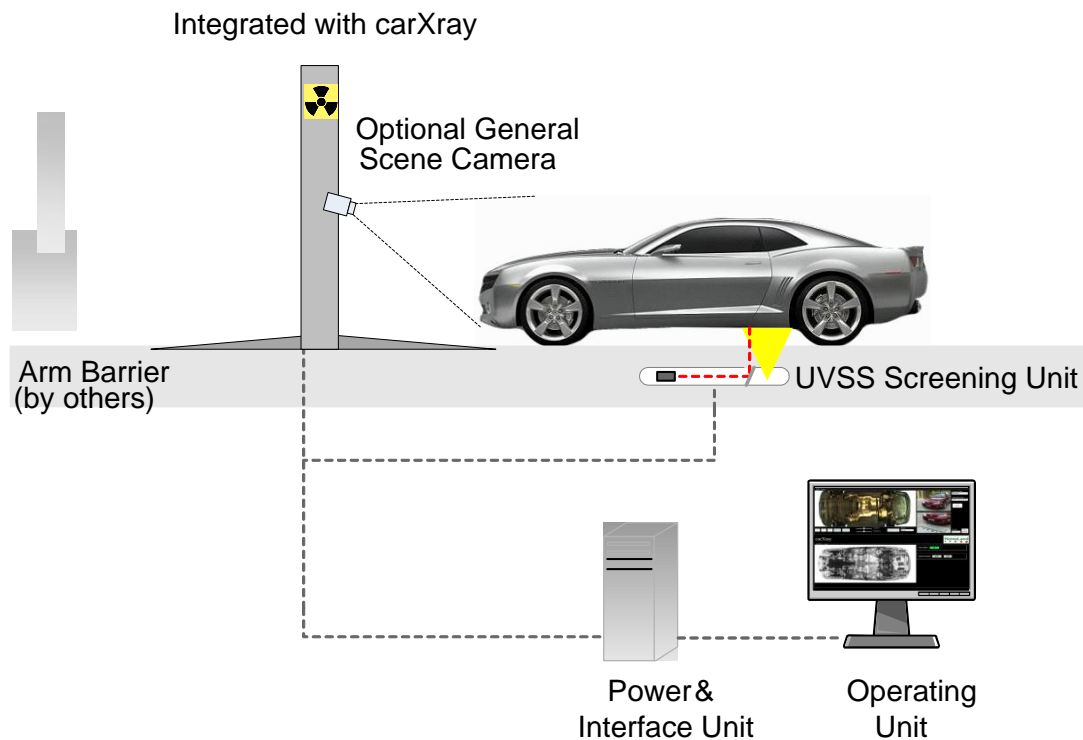 Integrated with carXray
Optional General
Scene Camera
Arm Barrier
(by others)
UVSS Screening Unit
carXray
Power &
Interface Unit
Operating
Unit